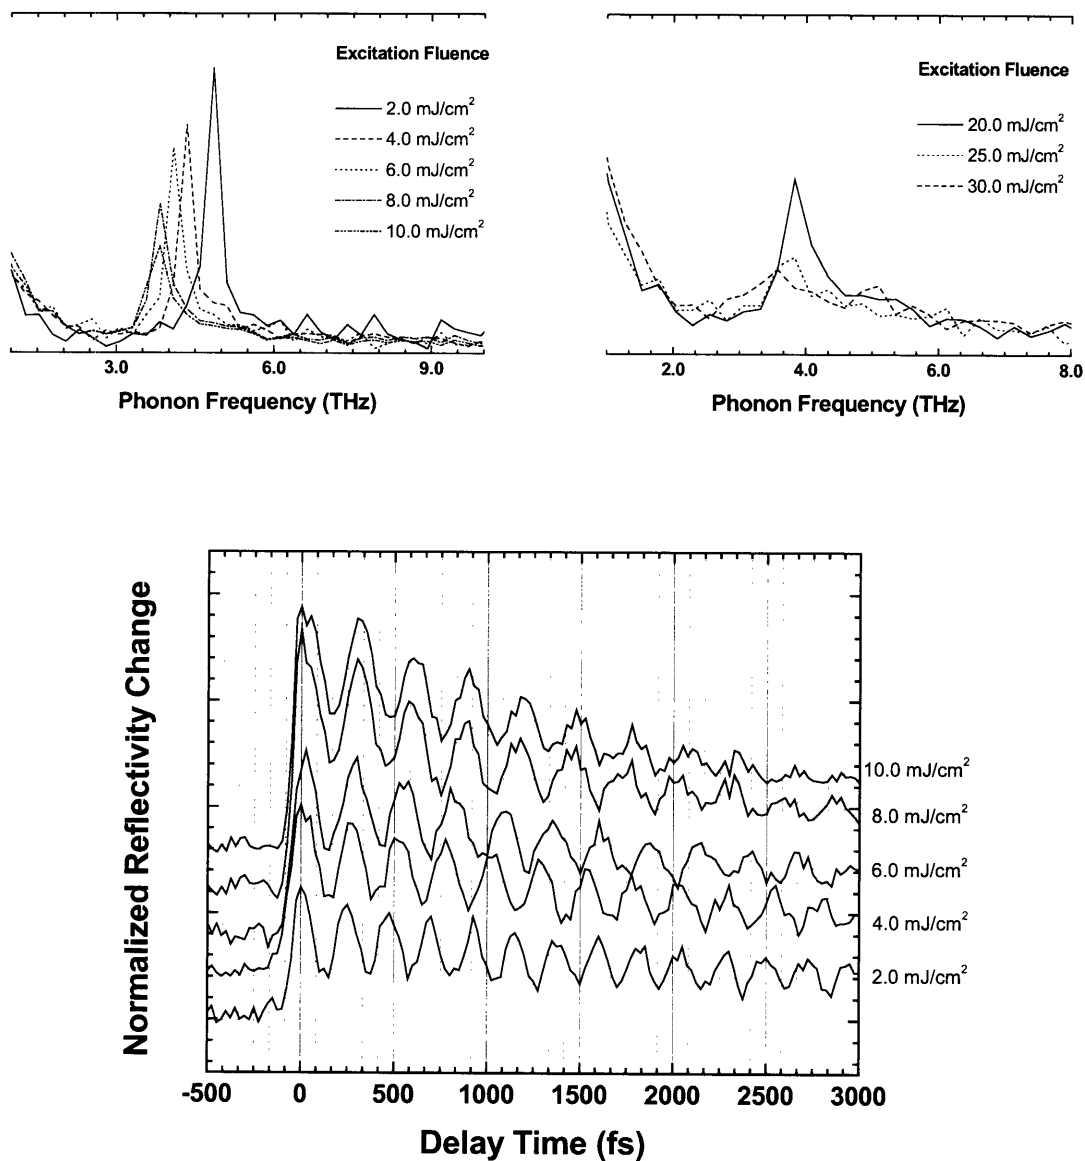 Excitation Fluence
2.0 mJ/cm²
4.0 mJ/cm²
6.0 mJ/cm²
8.0 mJ/cm²
10.0 mJ/cm²
3.0 6.0 9.0
Phonon Frequency (THz)
Excitation Fluence
20.0 mJ/cm²
25.0 mJ/cm²
30.0 mJ/cm²
2.0 4.0 6.0 8.0
Phonon Frequency (THz)
Normalized Reflectivity Change
10.0 mJ/cm²
8.0 mJ/cm²
6.0 mJ/cm²
4.0 mJ/cm²
2.0 mJ/cm²
-500 0 500 1000 1500 2000 2500 3000
Delay Time (fs)